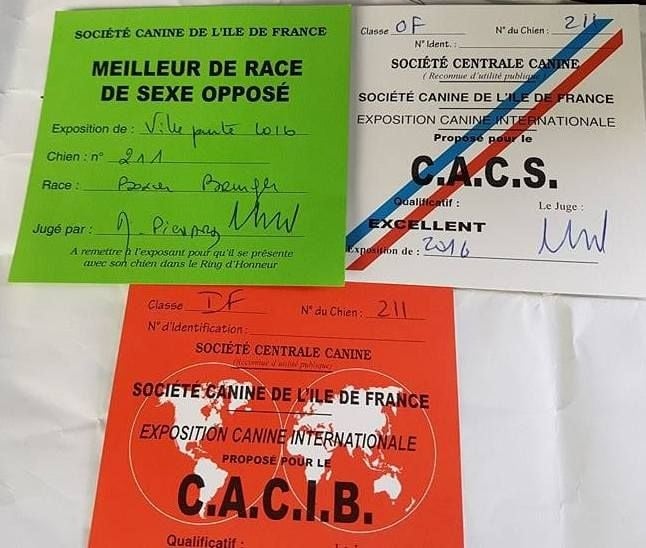 SOCIÉTÉ CANINE DE L'ILE DE FRANCE
MEILLEUR DE RACE
DE SEXE OPPOSÉ
Exposition de : Villepinte 2016
Chien : n° 211
Race : Boxer Bringé
Jugé par :
A remettre à l'exposant pour qu'il se présente
avec son chien dans le Ring d'Honneur
Classe OF N° du Chien : 211
N° Ident. :
SOCIÉTÉ CENTRALE CANINE
( Reconnue d'utilité publique )
SOCIÉTÉ CANINE DE L'ILE DE FRANCE
EXPOSITION CANINE INTERNATIONALE
Proposé pour le
C.A.C.S.
Qualificatif : Le Juge :
EXCELLENT
Exposition de : 2016
Classe OF N° du Chien : 211
N° d'Identification :
SOCIÉTÉ CENTRALE CANINE
(Reconnue d'utilité publique)
SOCIÉTÉ CANINE DE L'ILE DE FRANCE
EXPOSITION CANINE INTERNATIONALE
PROPOSÉ POUR LE
C.A.C.I.B.
Qualificatif :